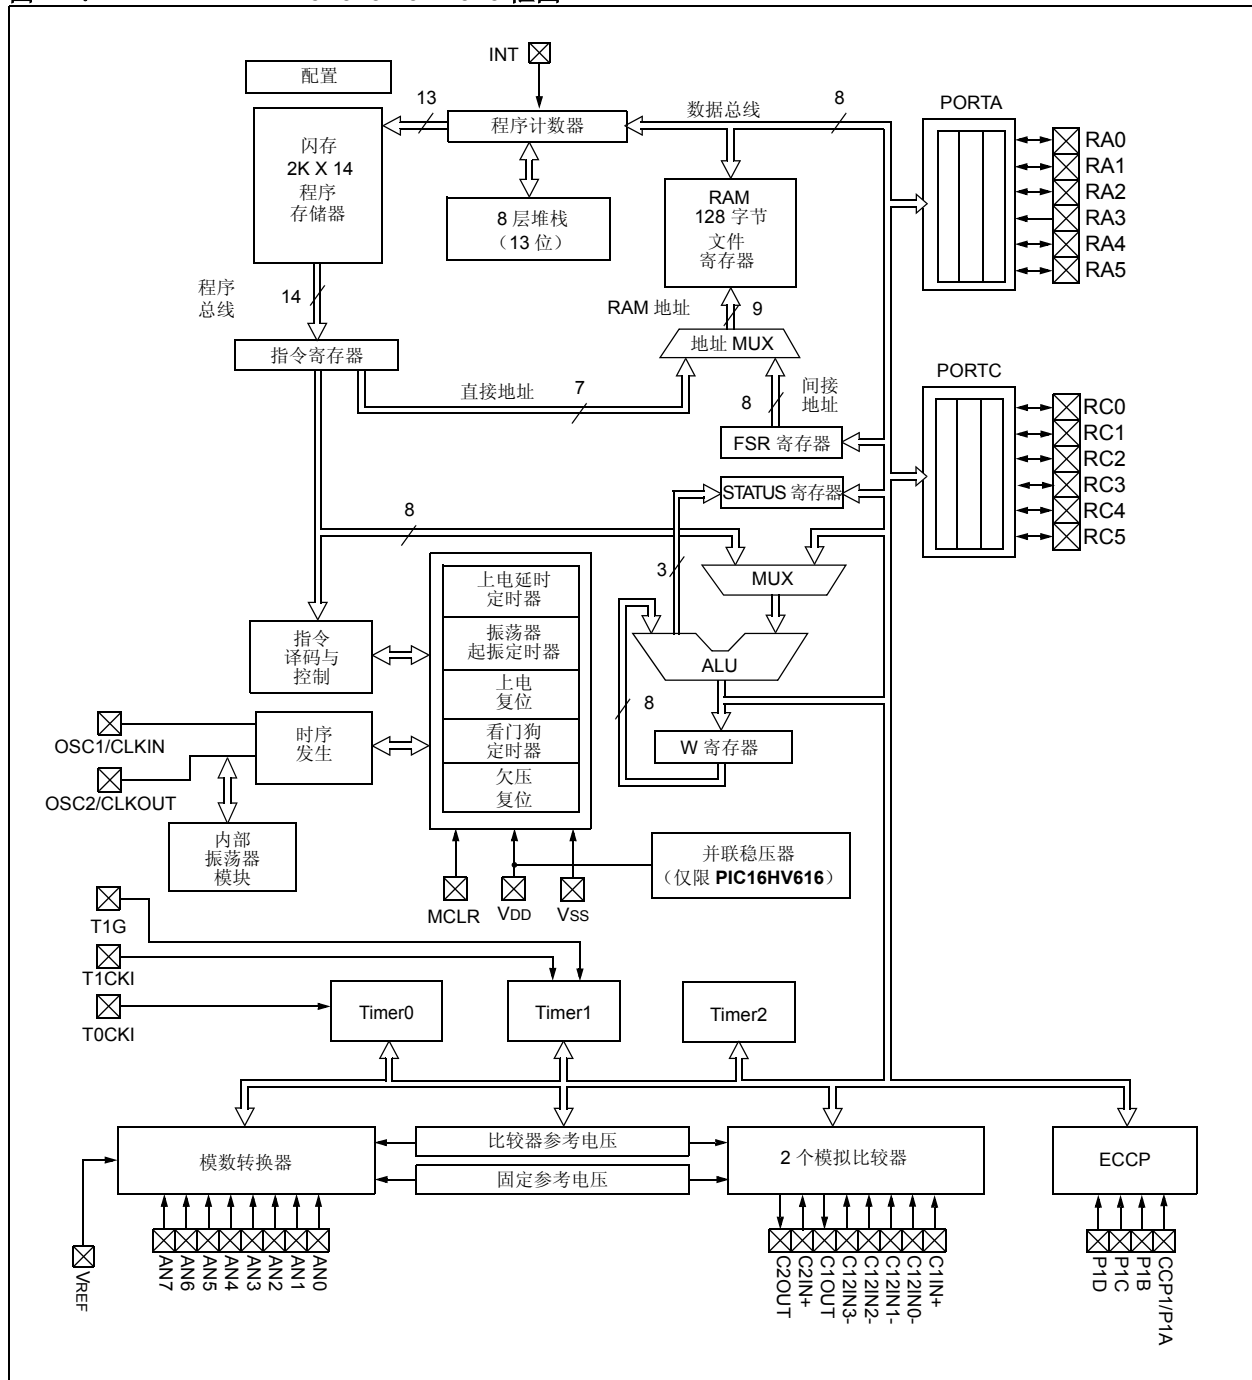 INT
配置
13
数据总线
8
PORTA
程序计数器
闪存
2K X 14
程序
存储器
RA0
RA1
RA2
RA3
RA4
RA5
8 层堆栈
（13 位）
RAM
128 字节
文件
寄存器
程序
总线
14
RAM 地址
9
指令寄存器
地址 MUX
直接地址
7
8
间接
地址
PORTC
FSR 寄存器
RC0
RC1
RC2
RC3
RC4
RC5
STATUS 寄存器
8
3
MUX
上电延时
定时器
振荡器
起振定时器
上电
复位
看门狗
定时器
欠压
复位
指令
译码与
控制
ALU
8
W 寄存器
OSC1/CLKIN
时序
发生
OSC2/CLKOUT
内部
振荡器
模块
并联稳压器
（仅限 PIC16HV616）
MCLR
VDD
VSS
T1G
T1CKI
T0CKI
Timer0
Timer1
Timer2
模数转换器
比较器参考电压
固定参考电压
2 个模拟比较器
ECCP
VREF
AN7
AN6
AN5
AN4
AN3
AN2
AN1
AN0
C2OUT
C2IN+
C1OUT
C12IN3-
C12IN2-
C12IN1-
C12IN0-
C1IN+
P1D
P1C
P1B
CCP1/P1A